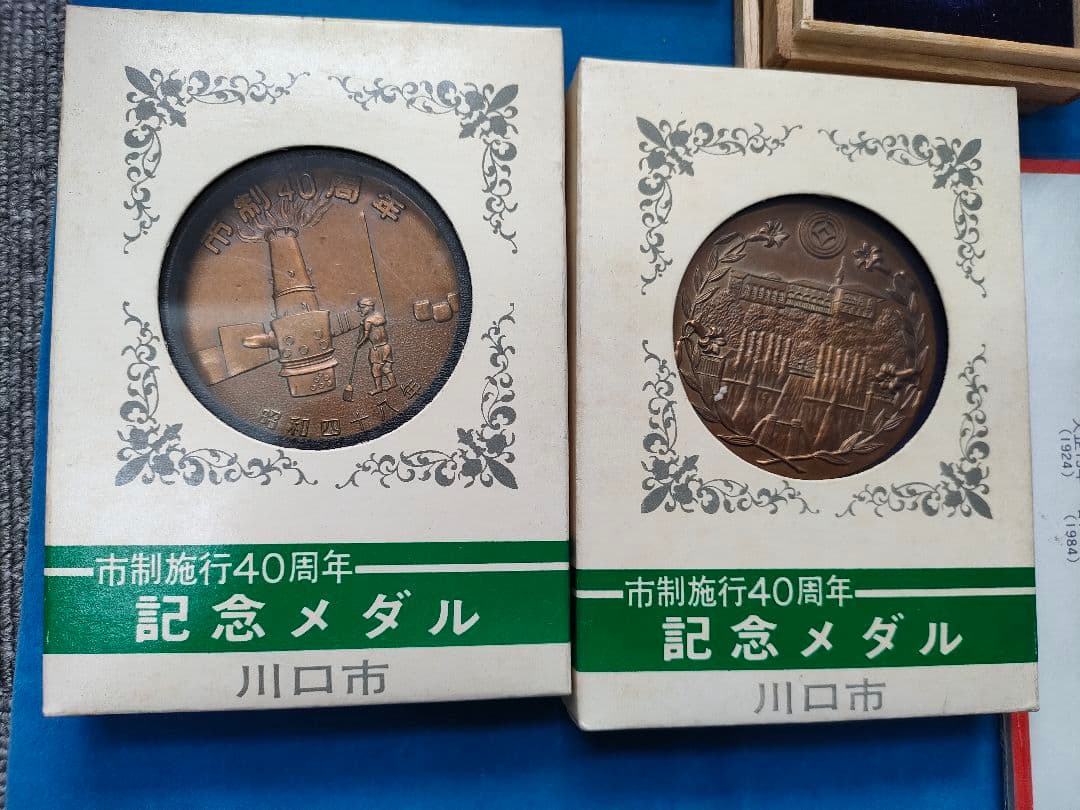 市制40周年
昭和四十八年
市制施行40周年
記念メダル
川口市
市制施行40周年
記念メダル
川口市
(1924)
(1984)